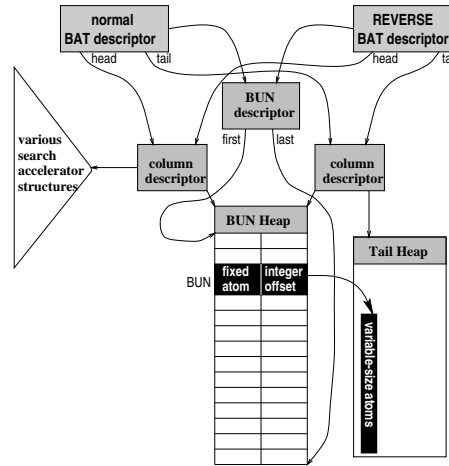 normal
BAT descriptor
REVERSE
BAT descriptor
head
tail
head
BUN
descriptor
first
last
various
search
accelerator
structures
column
descriptor
column
descriptor
BUN Heap
Tail Heap
BUN
fixed
atom
integer
offset
variable-size atoms